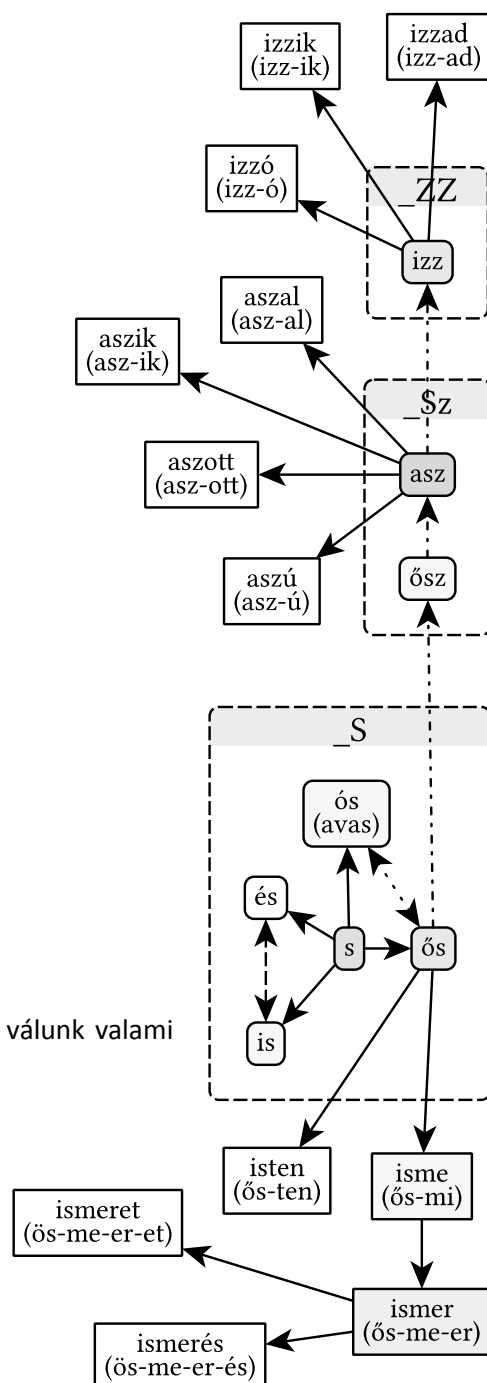 izzik
(izz-ik)
izzad
(izz-ad)
izzó
(izz-ó)
_ZZ
izz
aszal
(asz-al)
aszik
(asz-ik)
_Sz
aszott
(asz-ott)
asz
aszú
(asz-ú)
ősz
_S
ós
(avas)
és
s
ős
is
válunk valami
isten
(ős-ten)
isme
(ős-mi)
ismeret
(ös-me-er-et)
ismer
(ős-me-er)
ismerés
(ös-me-er-és)